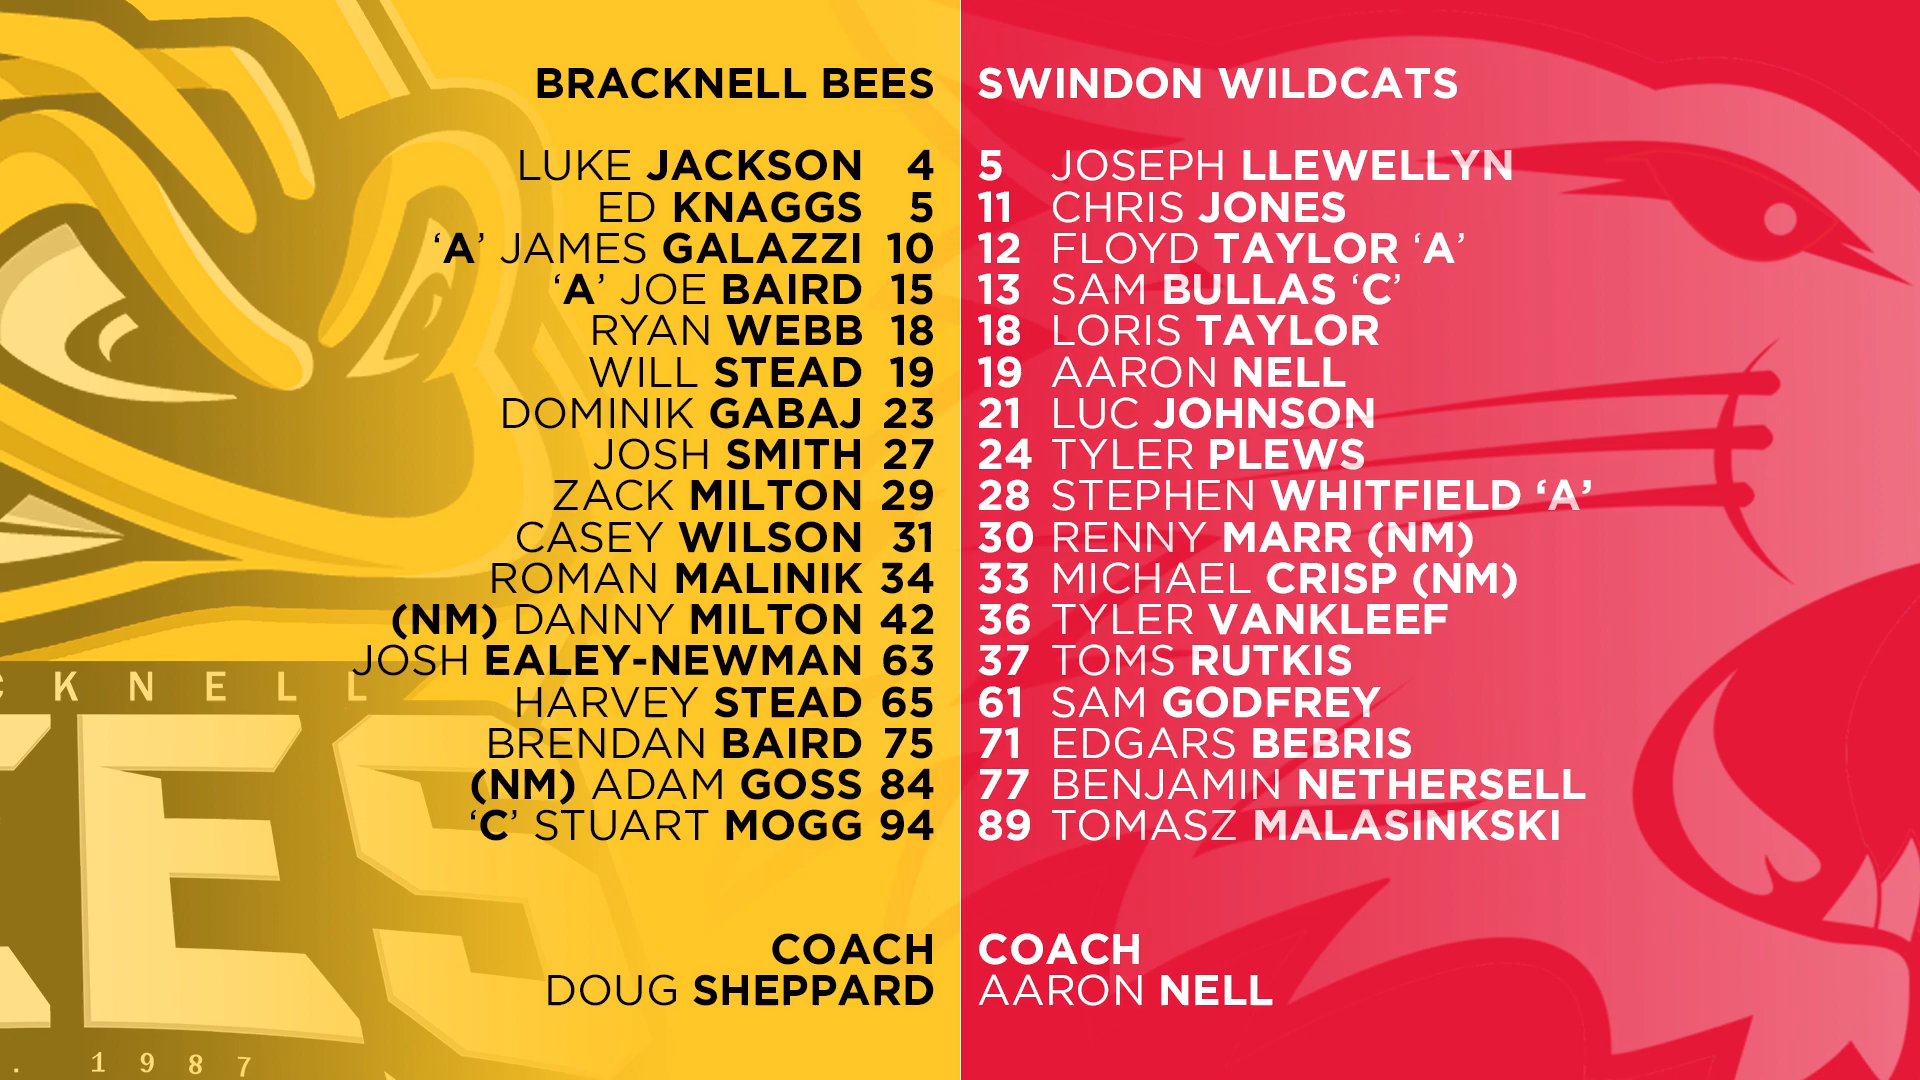 BRACKNELL BEES
LUKE JACKSON 4
ED KNAGGS 5
‘A’ JAMES GALAZZI 10
‘A’ JOE BAIRD 15
RYAN WEBB 18
WILL STEAD 19
DOMINIK GABAJ 23
JOSH SMITH 27
ZACK MILTON 29
CASEY WILSON 31
ROMAN MALINIK 34
(NM) DANNY MILTON 42
JOSH EALEY-NEWMAN 63
HARVEY STEAD 65
BRENDAN BAIRD 75
(NM) ADAM GOSS 84
‘C’ STUART MOGG 94
COACH
DOUG SHEPPARD
SWINDON WILDCATS
5 JOSEPH LLEWELLYN
11 CHRIS JONES
12 FLOYD TAYLOR ‘A’
13 SAM BULLAS ‘C’
18 LORIS TAYLOR
19 AARON NELL
21 LUC JOHNSON
24 TYLER PLEWS
28 STEPHEN WHITFIELD ‘A’
30 RENNY MARR (NM)
33 MICHAEL CRISP (NM)
36 TYLER VANKLEEF
37 TOMS RUTKIS
61 SAM GODFREY
71 EDGARS BEBRIS
77 BENJAMIN NETHERSELL
89 TOMASZ MALASINKSKI
COACH
AARON NELL
KNELL
ES
. 1987